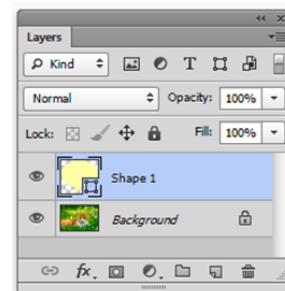 Layers
Kind
Normal Opacity: 100%
Lock: Fill: 100%
Shape 1
Background
fx.